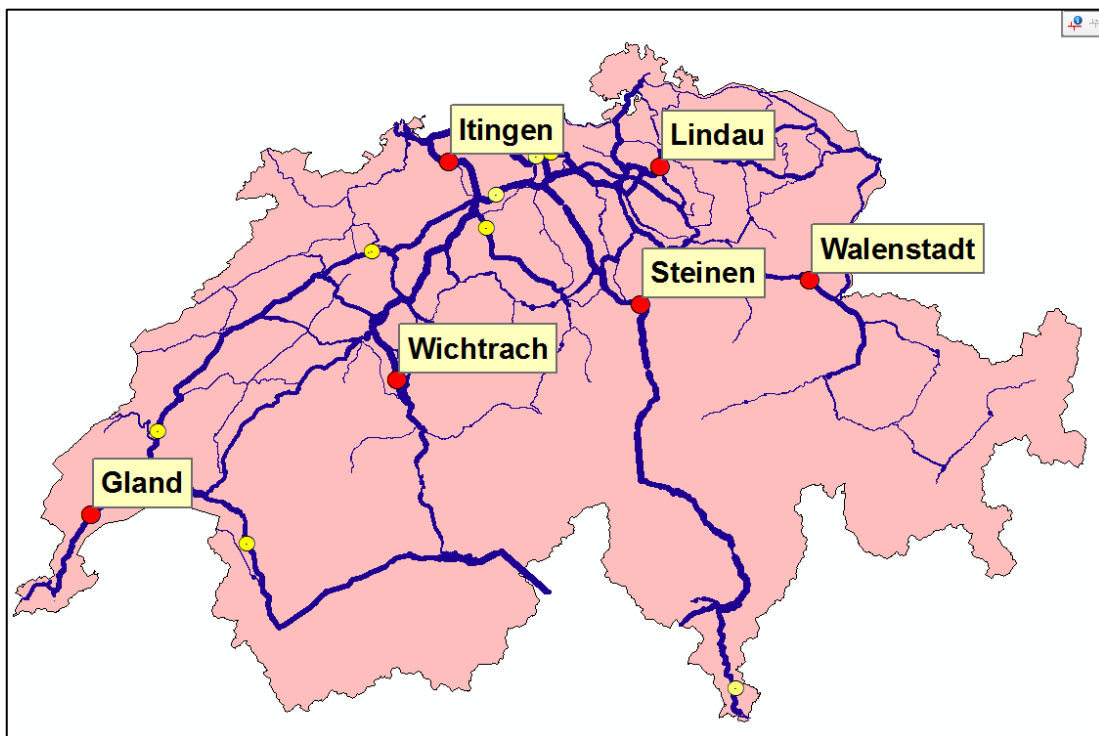 Itingen
Lindau
Walenstadt
Steinen
Wichtrach
Gland